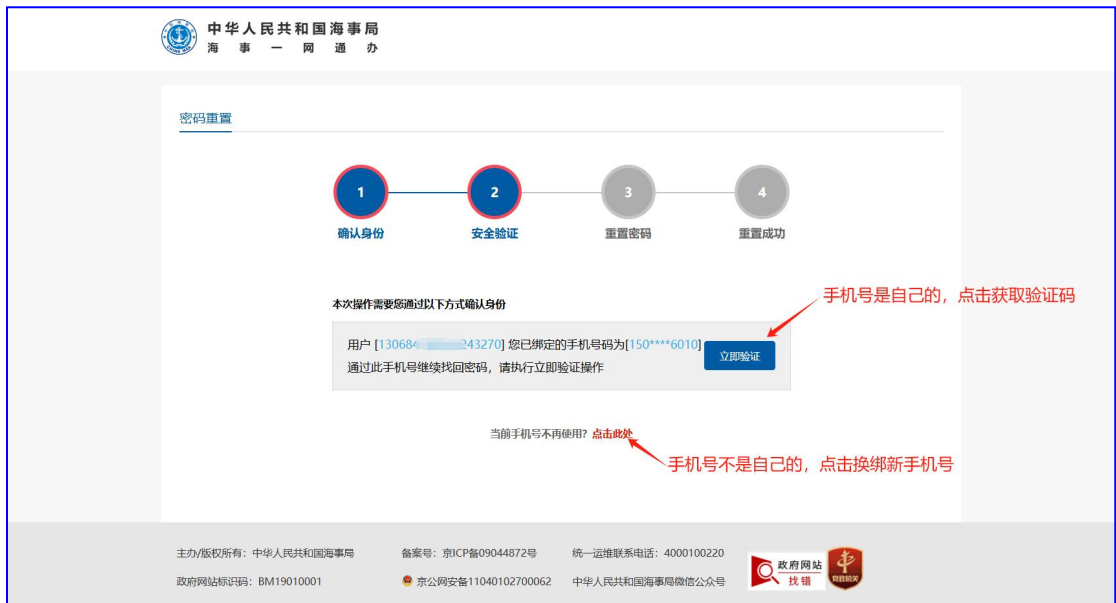 中华人民共和国海事局
海事一网通办
密码重置
1 2 3 4
确认身份 安全验证 重置密码 重置成功
手机号是自己的，点击获取验证码
本次操作需要您通过以下方式确认身份
用户 [13068 243270] 您已绑定的手机号码为[150****6010]
立即验证
通过此手机号继续找回密码，请执行立即验证操作
当前手机号不再使用？点击此处
手机号不是自己的，点击换绑新手机号
主办/版权所有：中华人民共和国海事局 备案号：京ICP备09044872号 统一运维联系电话：4000100220
政府网站标识码：BM19010001 京公网安备11040102700062 中华人民共和国海事局微信公众号
政府网站
找错
党政机关